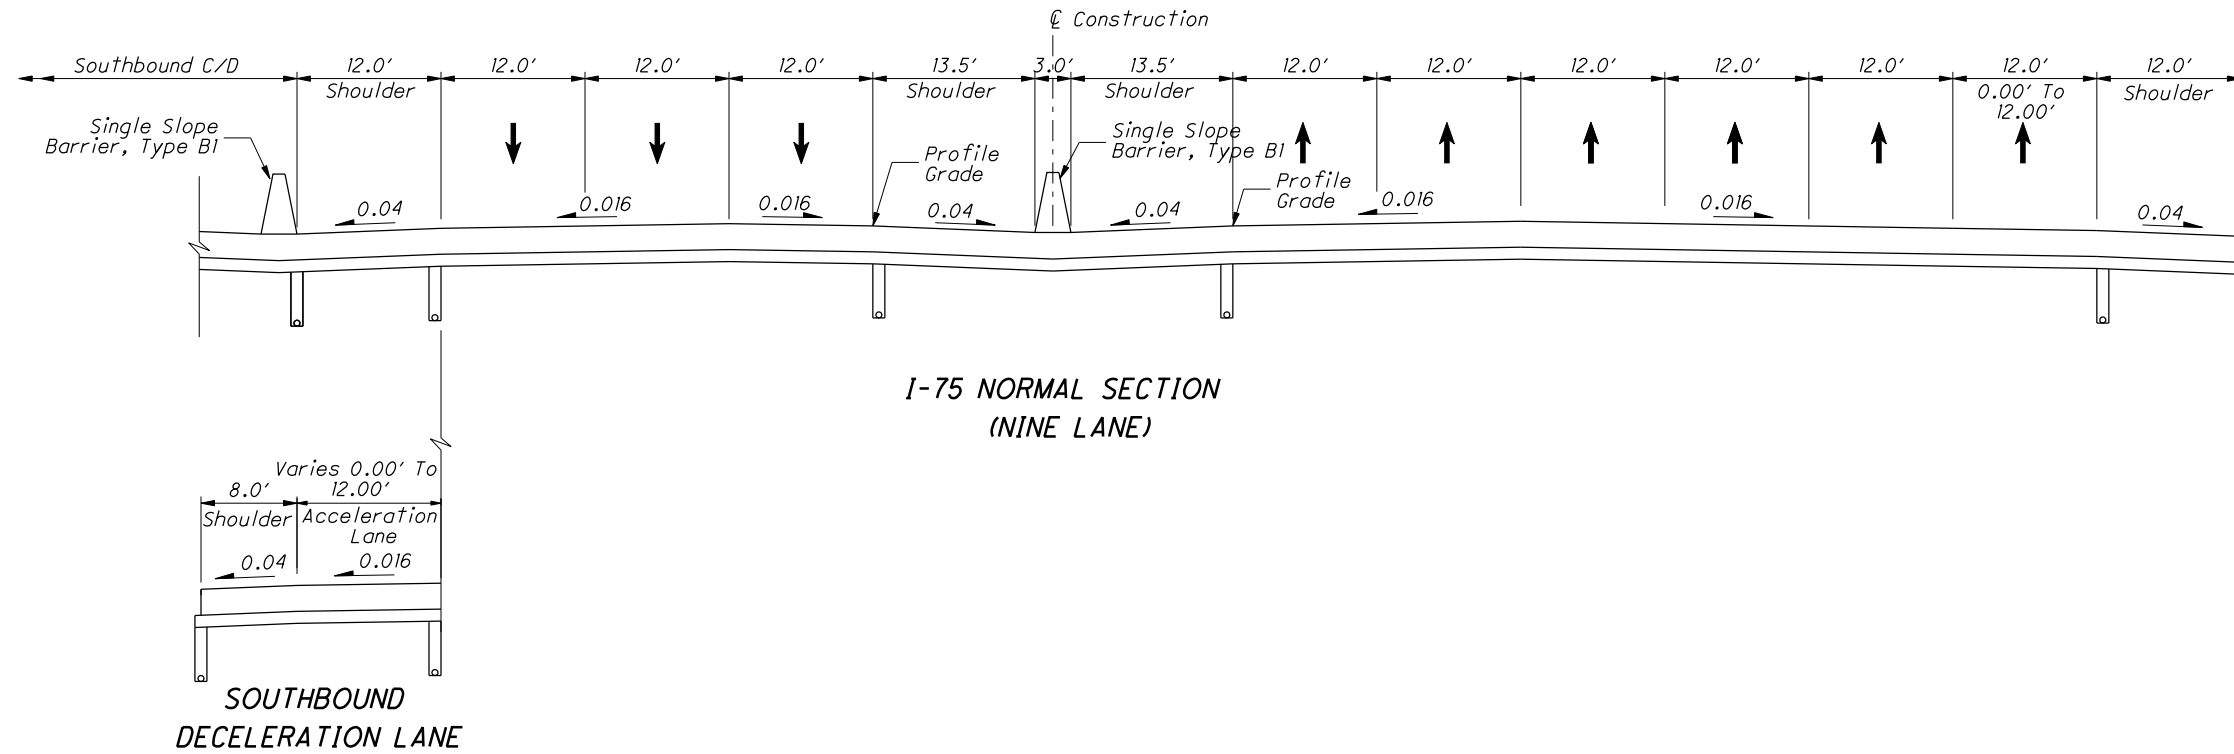 ℄ Construction
Southbound C/D 12.0' 12.0' 12.0' 12.0' 13.5' 3.0' 13.5' 12.0' 12.0' 12.0' 12.0' 12.0' 12.0' 12.0'
Shoulder Shoulder Shoulder 0.00' To Shoulder
12.00'
Single Slope
Barrier, Type B1
Profile
Grade
Single Slope
Barrier, Type B1
Profile
Grade
0.04 0.016 0.016 0.04 0.04 0.016 0.016 0.04
I-75 NORMAL SECTION
(NINE LANE)
Varies 0.00' To
8.0' 12.00'
Shoulder Acceleration
Lane
0.04 0.016
SOUTHBOUND
DECELERATION LANE